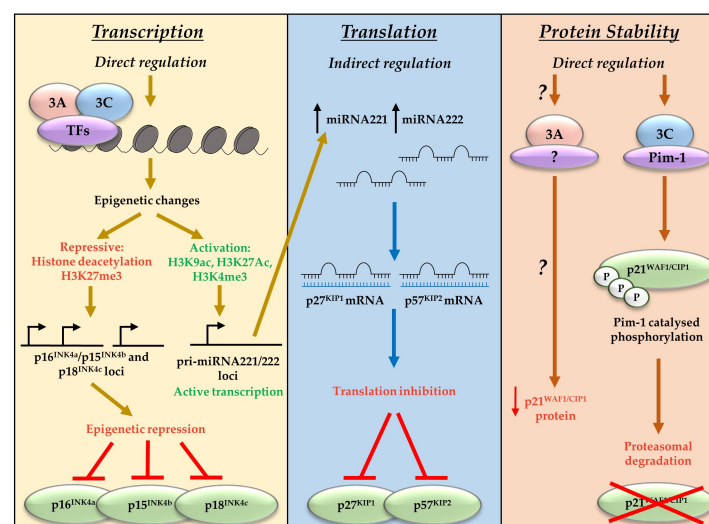 Transcription
Direct regulation
3A
3C
TFs
Epigenetic changes
Repressive:
Histone deacetylation
H3K27me3
Activation:
H3K9ac, H3K27Ac,
H3K4me3
p16INK4a/p15INK4b and
p18INK4c loci
pri-miRNA221/222
loci
Active transcription
Epigenetic repression
p16INK4a
p15INK4b
p18INK4c
Translation
Indirect regulation
miRNA221
miRNA222
p27KIP1 mRNA
p57KIP2 mRNA
Translation inhibition
p27KIP1
p57KIP2
Protein Stability
Direct regulation
?
3A
?
?
p21WAF1/CIP1
protein
3C
Pim-1
p21WAF1/CIP1
P
P
P
Pim-1 catalysed
phosphorylation
Proteasomal
degradation
p21WAF1/CIP1